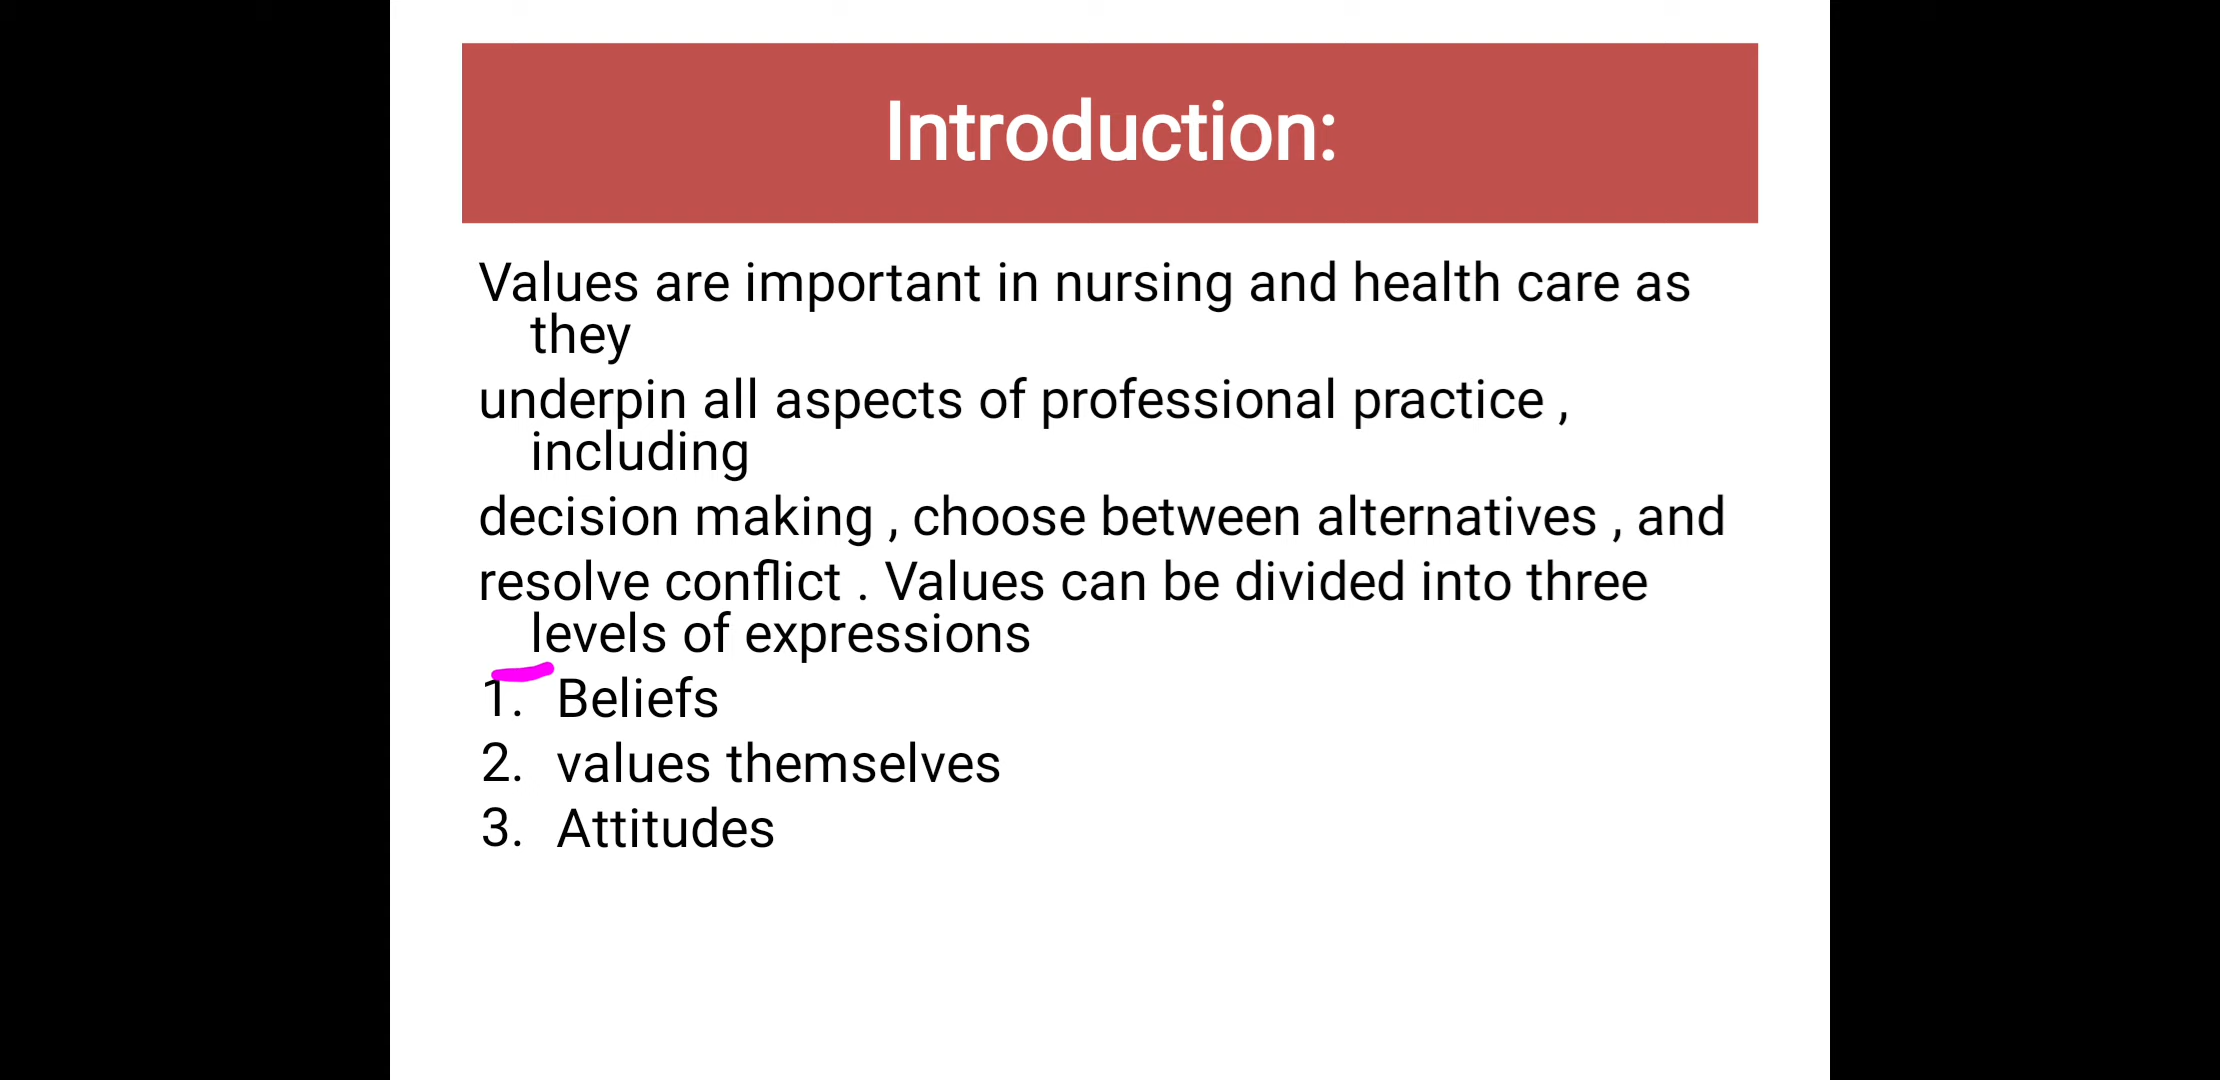 Introduction:
Values are important in nursing and health care as
they
underpin all aspects of professional practice , 
including
decision making , choose between alternatives , and
resolve conflict . Values can be divided into three
levels of expressions
1. Beliefs
2. values themselves
3. Attitudes